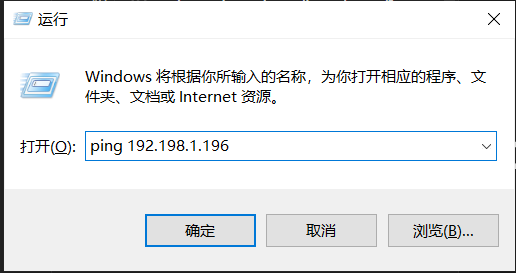 运行
Windows 将根据你所输入的名称，为你打开相应的程序、文
件夹、文档或 Internet 资源。
打开(O): ping 192.198.1.196
确定 取消 浏览(B)...